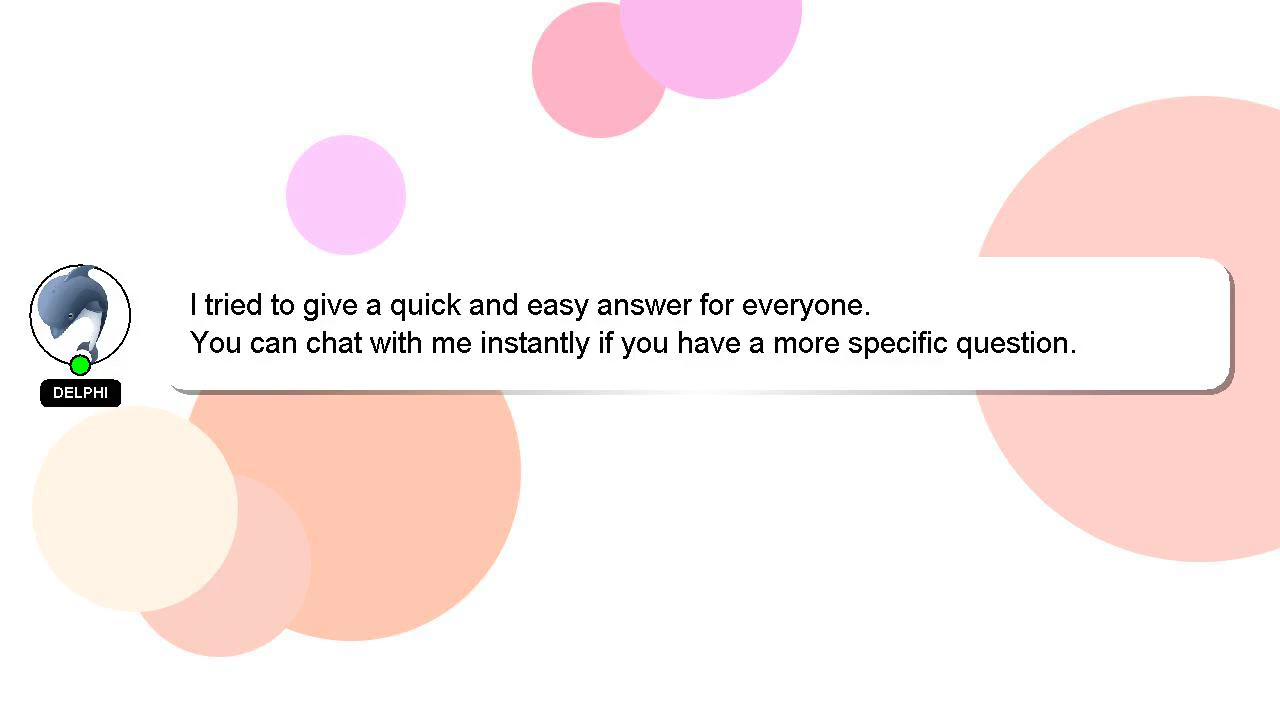 I tried to give a quick and easy answer for everyone.
You can chat with me instantly if you have a more specific question.
DELPHI